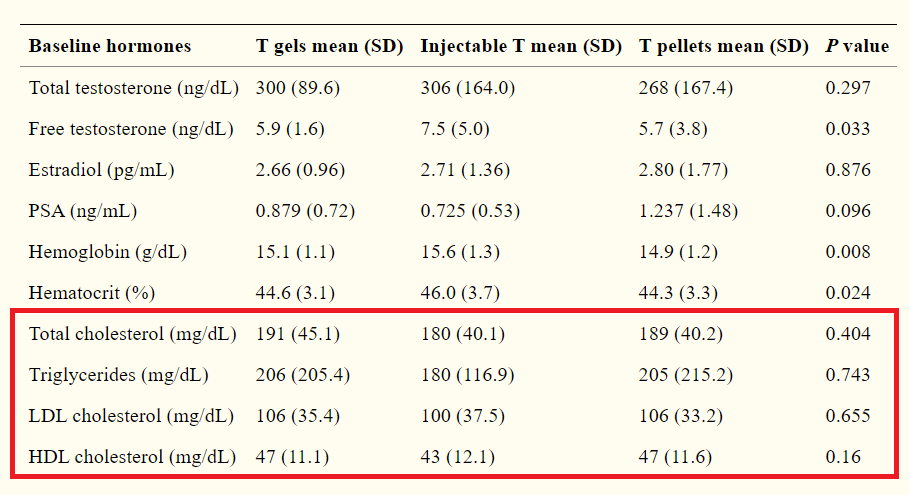 Baseline hormones T gels mean (SD) Injectable T mean (SD) T pellets mean (SD) P value
Total testosterone (ng/dL) 300 (89.6) 306 (164.0) 268 (167.4) 0.297
Free testosterone (ng/dL) 5.9 (1.6) 7.5 (5.0) 5.7 (3.8) 0.033
Estradiol (pg/mL) 2.66 (0.96) 2.71 (1.36) 2.80 (1.77) 0.876
PSA (ng/mL) 0.879 (0.72) 0.725 (0.53) 1.237 (1.48) 0.096
Hemoglobin (g/dL) 15.1 (1.1) 15.6 (1.3) 14.9 (1.2) 0.008
Hematocrit (%) 44.6 (3.1) 46.0 (3.7) 44.3 (3.3) 0.024
Total cholesterol (mg/dL) 191 (45.1) 180 (40.1) 189 (40.2) 0.404
Triglycerides (mg/dL) 206 (205.4) 180 (116.9) 205 (215.2) 0.743
LDL cholesterol (mg/dL) 106 (35.4) 100 (37.5) 106 (33.2) 0.655
HDL cholesterol (mg/dL) 47 (11.1) 43 (12.1) 47 (11.6) 0.16